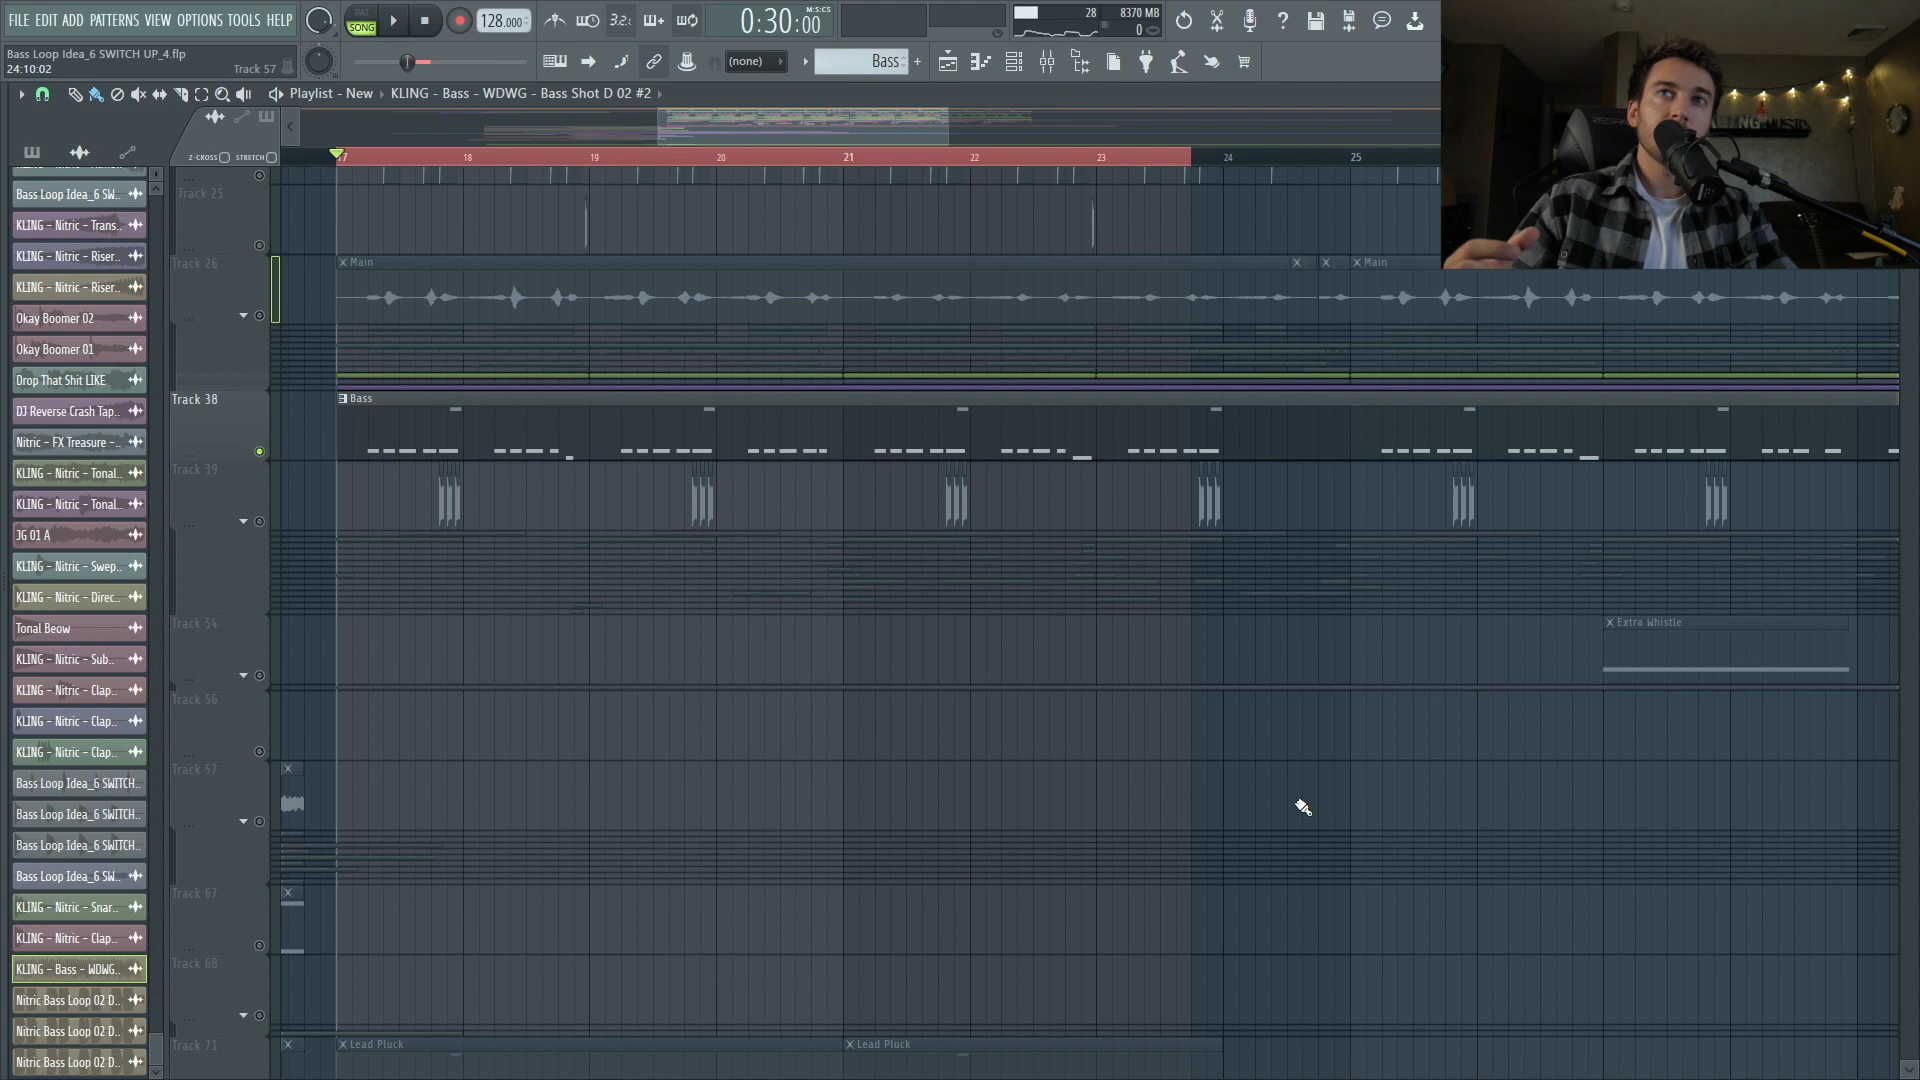 FILE EDIT ADD PATTERNS VIEW OPTIONS TOOLS HELP
PAT
SONG
128.000
3.2.
M:S:CS
0:30:00
28
8370 MB
0
Bass Loop Idea_6 SWITCH UP_4.flp
24:10:02
Track 57
(none)
Bass
Playlist - New
KLING - Bass - WDWG - Bass Shot D 02 #2
Z-CROSS
STRETCH
17
18
19
20
21
22
23
24
25
Bass Loop Idea_6 SW..
KLING - Nitric - Trans..
KLING - Nitric - Riser..
KLING - Nitric - Riser..
Okay Boomer 02
Okay Boomer 01
Drop That Shit LIKE
DJ Reverse Crash Tap..
Nitric - FX Treasure -..
KLING - Nitric - Tonal..
KLING - Nitric - Tonal..
JG 01 A
KLING - Nitric - Swep..
KLING - Nitric - Direc..
Tonal Beow
KLING - Nitric - Sub..
KLING - Nitric - Clap..
KLING - Nitric - Clap..
KLING - Nitric - Clap..
Bass Loop Idea_6 SWITCH..
Bass Loop Idea_6 SWITCH..
Bass Loop Idea_6 SWITCH..
Bass Loop Idea_6 SW..
KLING - Nitric - Snar..
KLING - Nitric - Clap..
KLING - Bass - WDWG..
Nitric Bass Loop 02 D..
Nitric Bass Loop 02 D..
Nitric Bass Loop 02 D..
Track 25
Track 26
Main
Main
Track 38
Bass
Track 39
Track 54
Extra Whistle
Track 56
Track 57
Track 67
Track 68
Track 71
Lead Pluck
Lead Pluck